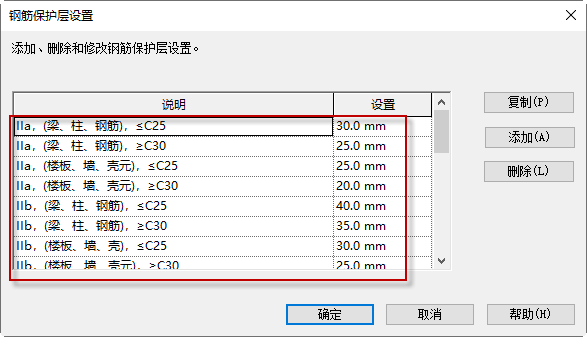 钢筋保护层设置
添加、删除和修改钢筋保护层设置。
说明 设置
IIa，(梁、柱、钢筋)，≤C25 30.0 mm
IIa，(梁、柱、钢筋)，≥C30 25.0 mm
IIa，(楼板、墙、壳元)，≤C25 25.0 mm
IIa，(楼板、墙、壳元)，≥C30 20.0 mm
IIb，(梁、柱、钢筋)，≤C25 40.0 mm
IIb，(梁、柱、钢筋)，≥C30 35.0 mm
IIb，(楼板、墙、壳)，≤C25 30.0 mm
IIb，(楼板、墙、壳元)，≥C30 25.0 mm
复制(P)
添加(A)
删除(L)
确定 取消 帮助(H)